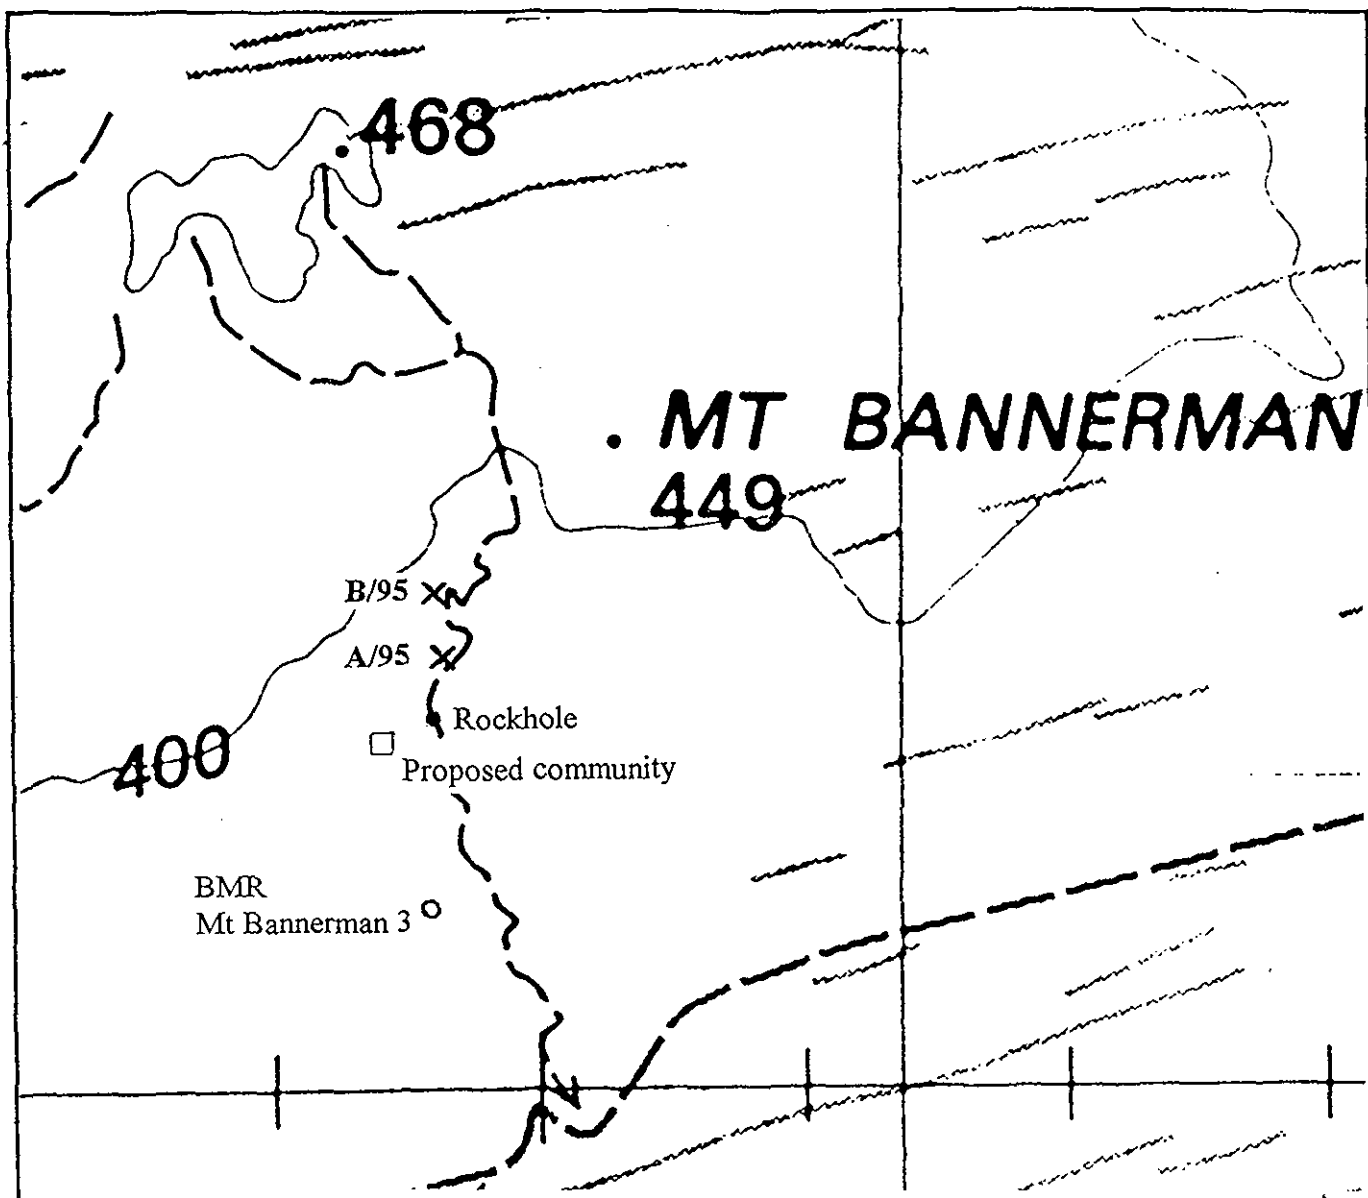 .468
. MT BANNERMAN
449
B/95
A/95
Rockhole
400
Proposed community
BMR
Mt Bannerman 3